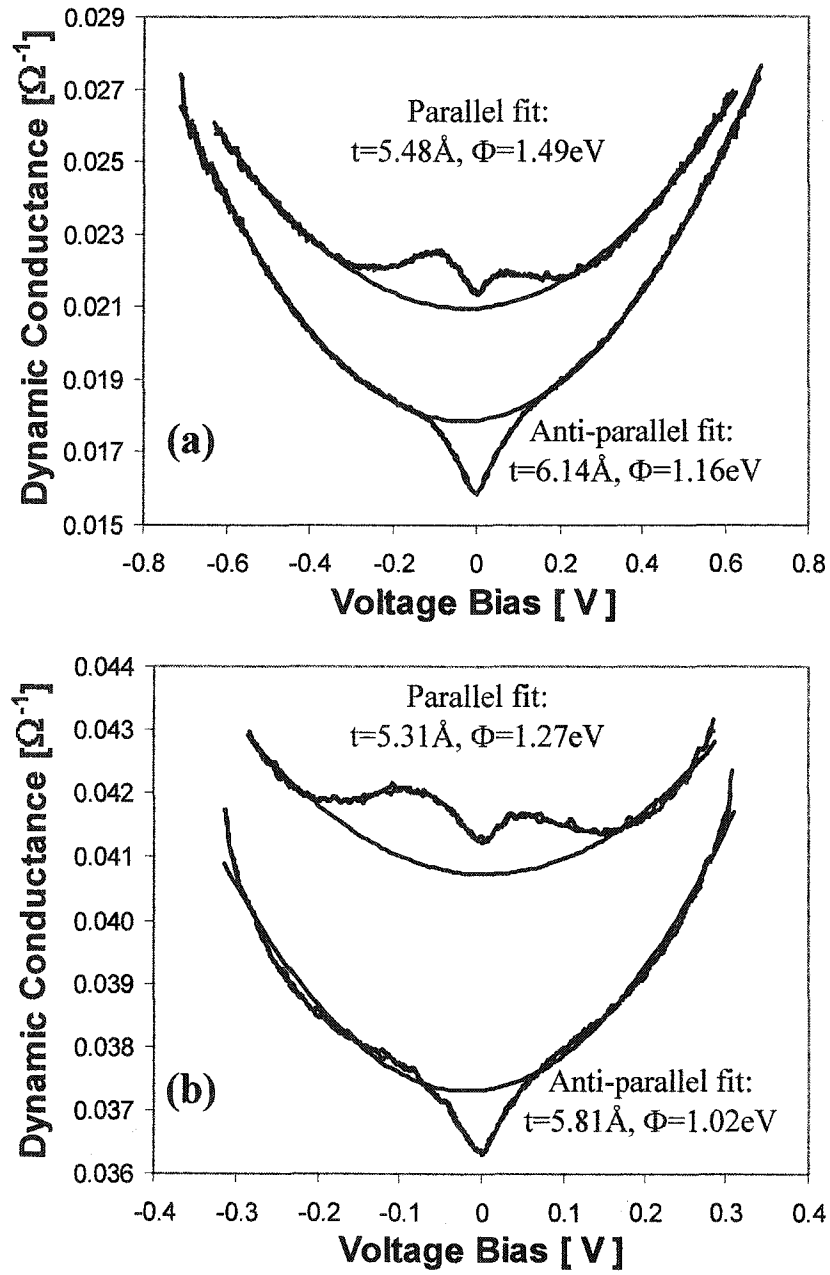 0.029
0.027
0.025
0.023
0.021
0.019
0.017
0.015
Dynamic Conductance [Ω⁻¹]
Parallel fit:
t=5.48Å, Φ=1.49eV
(a)
Anti-parallel fit:
t=6.14Å, Φ=1.16eV
-0.8 -0.6 -0.4 -0.2 0 0.2 0.4 0.6 0.8
Voltage Bias [ V ]
0.044
0.043
0.042
0.041
0.040
0.039
0.038
0.037
0.036
Dynamic Conductance [Ω⁻¹]
Parallel fit:
t=5.31Å, Φ=1.27eV
(b)
Anti-parallel fit:
t=5.81Å, Φ=1.02eV
-0.4 -0.3 -0.2 -0.1 0 0.1 0.2 0.3 0.4
Voltage Bias [ V ]